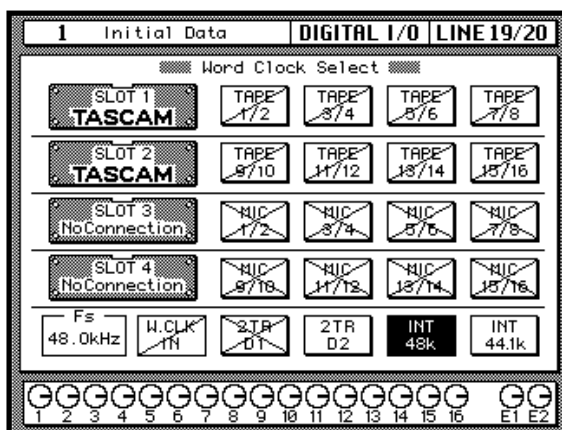 1 Initial Data DIGITAL I/O LINE 19/20
Word Clock Select
SLOT 1 TASCAM TAPE 1/2 TAPE 3/4 TAPE 5/6 TAPE 7/8
SLOT 2 TASCAM TAPE 9/10 TAPE 11/12 TAPE 13/14 TAPE 15/16
SLOT 3 NoConnection MIC 1/2 MIC 3/4 MIC 5/6 MIC 7/8
SLOT 4 NoConnection MIC 9/10 MIC 11/12 MIC 13/14 MIC 15/16
Fs 48.0kHz W.CLK IN 2TR D1 2TR D2 INT 48k INT 44.1k
1 2 3 4 5 6 7 8 9 10 11 12 13 14 15 16 E1 E2